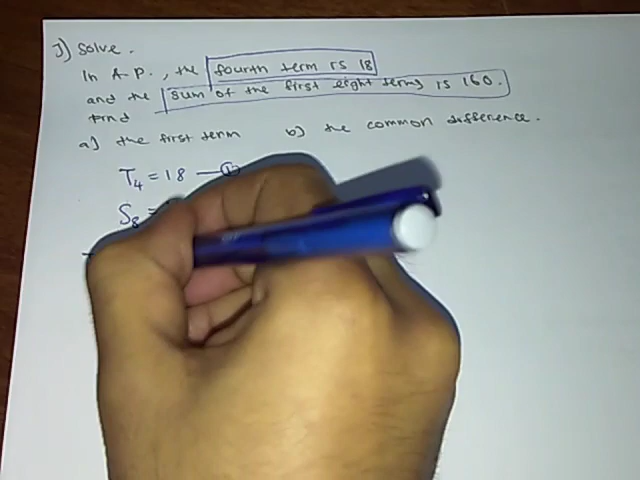 J) Solve.
In A.P., the fourth term is 18
and the sum of the first eight terms is 160.
Find
a) the first term b) the common difference.
T4 = 18 — ①
S8 =